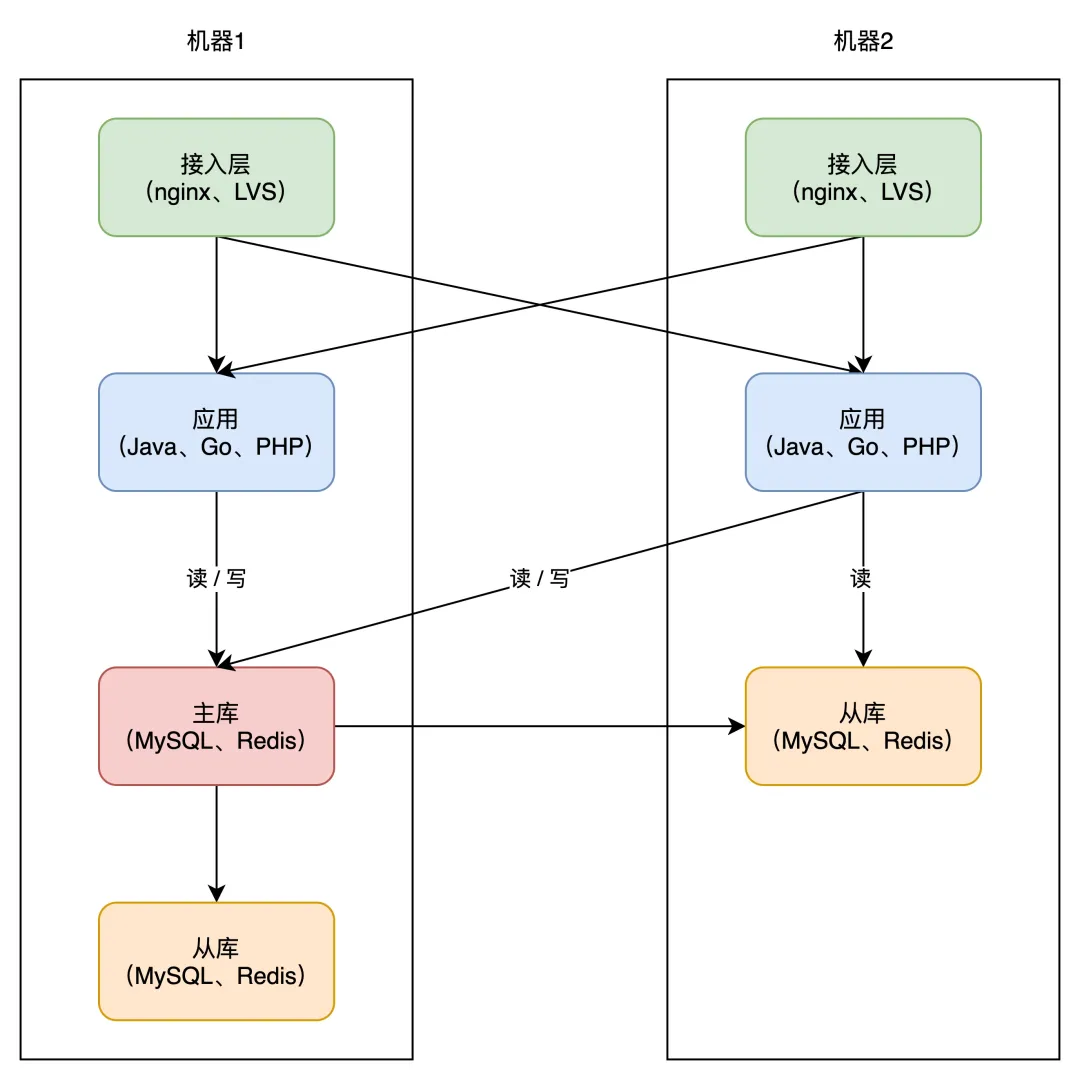 机器1
机器2
接入层
（nginx、LVS）
接入层
（nginx、LVS）
应用
（Java、Go、PHP）
应用
（Java、Go、PHP）
读 / 写
读 / 写
读
主库
（MySQL、Redis）
从库
（MySQL、Redis）
从库
（MySQL、Redis）